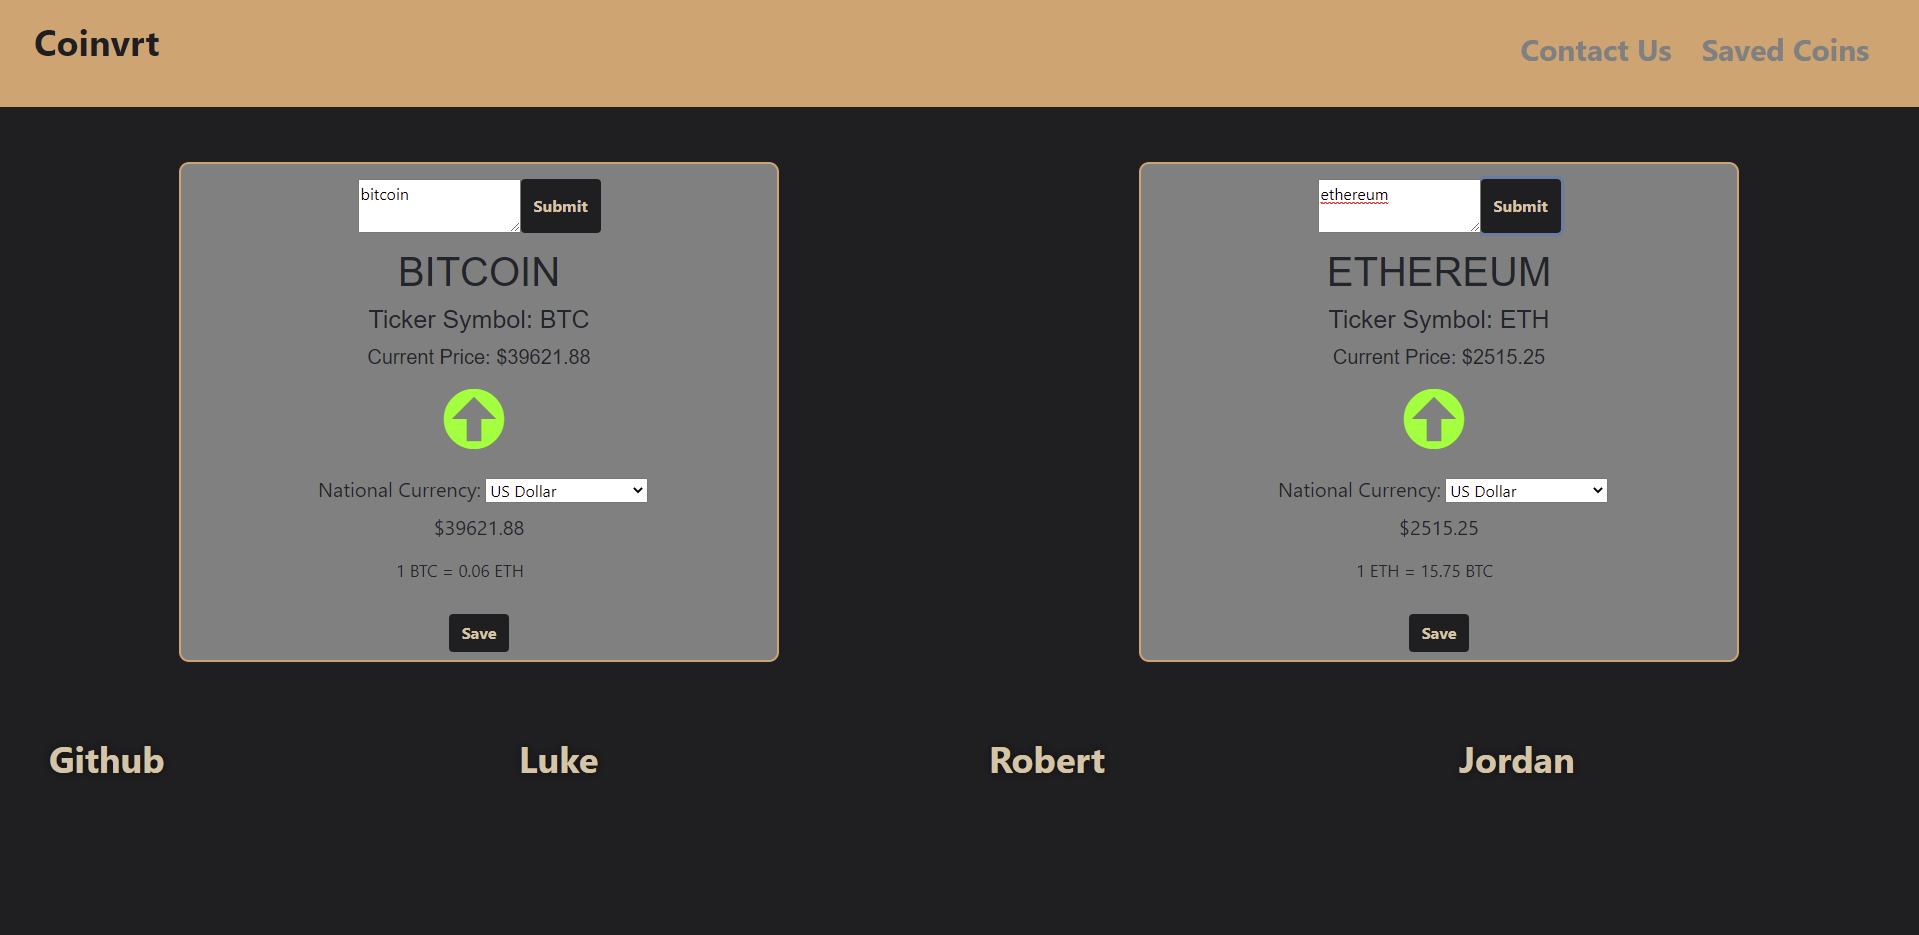 Coinvrt
Contact Us
Saved Coins
bitcoin
Submit
BITCOIN
Ticker Symbol: BTC
Current Price: $39621.88
National Currency: US Dollar
$39621.88
1 BTC = 0.06 ETH
Save
ethereum
Submit
ETHEREUM
Ticker Symbol: ETH
Current Price: $2515.25
National Currency: US Dollar
$2515.25
1 ETH = 15.75 BTC
Save
Github
Luke
Robert
Jordan